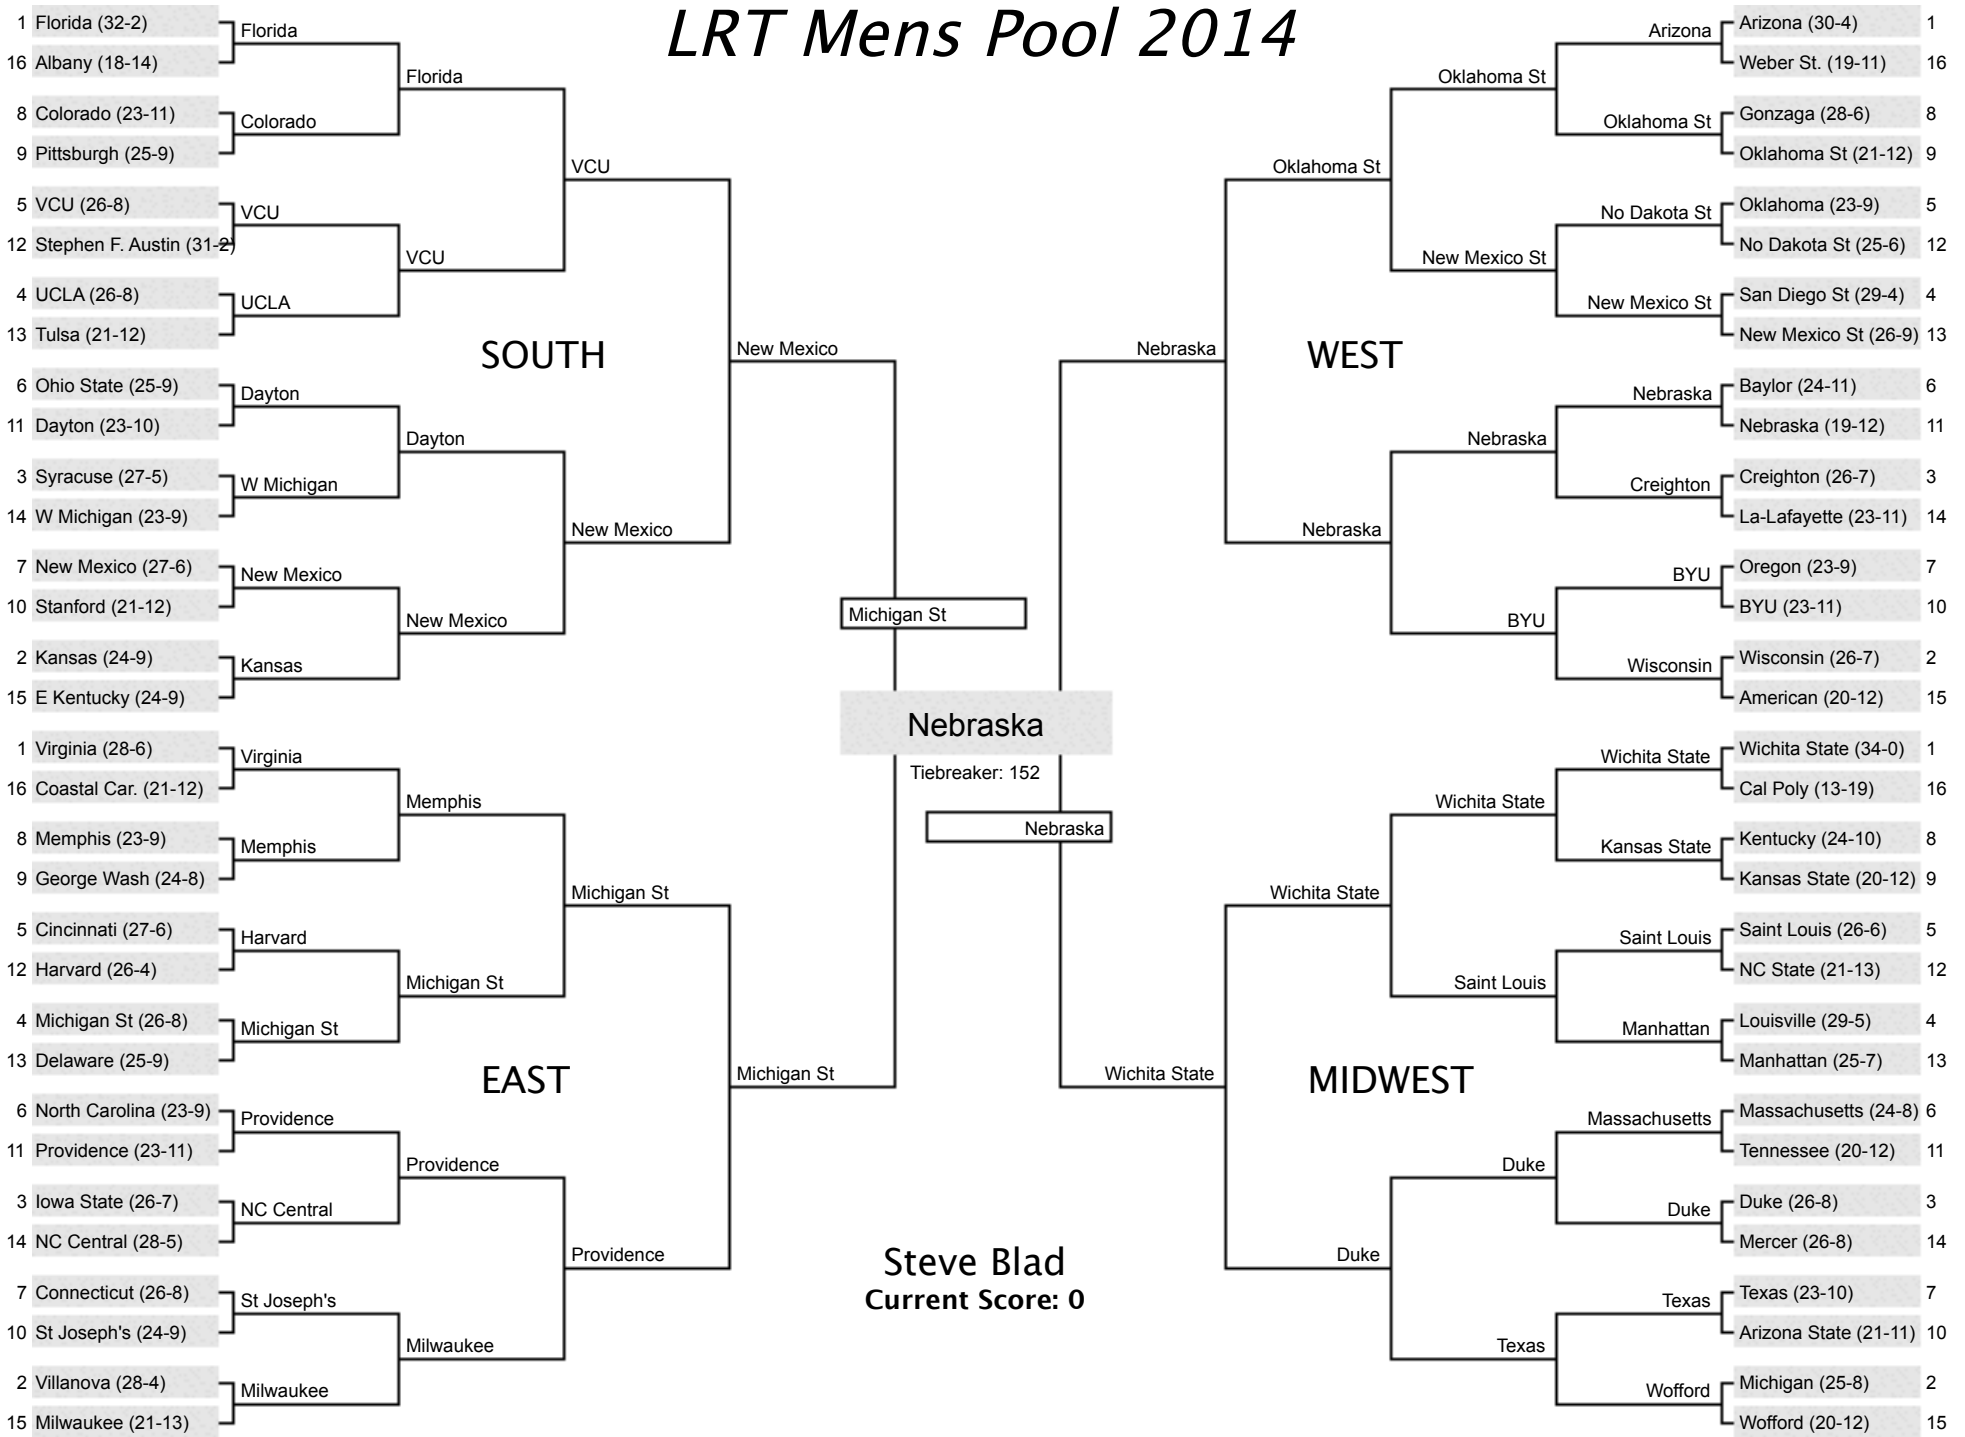 LRT Mens Pool 2014
1 Florida (32-2)
16 Albany (18-14)
8 Colorado (23-11)
9 Pittsburgh (25-9)
5 VCU (26-8)
12 Stephen F. Austin (31-2)
4 UCLA (26-8)
13 Tulsa (21-12)
6 Ohio State (25-9)
11 Dayton (23-10)
3 Syracuse (27-5)
14 W Michigan (23-9)
7 New Mexico (27-6)
10 Stanford (21-12)
2 Kansas (24-9)
15 E Kentucky (24-9)
Florida
Colorado
VCU
UCLA
Dayton
W Michigan
New Mexico
Kansas
Florida
VCU
Dayton
New Mexico
VCU
New Mexico
SOUTH
New Mexico
1 Virginia (28-6)
16 Coastal Car. (21-12)
8 Memphis (23-9)
9 George Wash (24-8)
5 Cincinnati (27-6)
12 Harvard (26-4)
4 Michigan St (26-8)
13 Delaware (25-9)
6 North Carolina (23-9)
11 Providence (23-11)
3 Iowa State (26-7)
14 NC Central (28-5)
7 Connecticut (26-8)
10 St Joseph's (24-9)
2 Villanova (28-4)
15 Milwaukee (21-13)
Virginia
Memphis
Harvard
Michigan St
Providence
NC Central
St Joseph's
Milwaukee
Memphis
Michigan St
Providence
Milwaukee
Michigan St
Providence
EAST
Michigan St
Michigan St
Nebraska
Tiebreaker: 152
Nebraska
Steve Blad
Current Score: 0
Nebraska
WEST
Oklahoma St
Nebraska
Oklahoma St
New Mexico St
Nebraska
BYU
Arizona
Oklahoma St
No Dakota St
New Mexico St
Nebraska
Creighton
BYU
Wisconsin
Arizona (30-4) 1
Weber St. (19-11) 16
Gonzaga (28-6) 8
Oklahoma St (21-12) 9
Oklahoma (23-9) 5
No Dakota St (25-6) 12
San Diego St (29-4) 4
New Mexico St (26-9) 13
Baylor (24-11) 6
Nebraska (19-12) 11
Creighton (26-7) 3
La-Lafayette (23-11) 14
Oregon (23-9) 7
BYU (23-11) 10
Wisconsin (26-7) 2
American (20-12) 15
Wichita State
MIDWEST
Wichita State
Duke
Wichita State
Saint Louis
Duke
Texas
Wichita State
Kansas State
Saint Louis
Manhattan
Massachusetts
Duke
Texas
Wofford
Wichita State (34-0) 1
Cal Poly (13-19) 16
Kentucky (24-10) 8
Kansas State (20-12) 9
Saint Louis (26-6) 5
NC State (21-13) 12
Louisville (29-5) 4
Manhattan (25-7) 13
Massachusetts (24-8) 6
Tennessee (20-12) 11
Duke (26-8) 3
Mercer (26-8) 14
Texas (23-10) 7
Arizona State (21-11) 10
Michigan (25-8) 2
Wofford (20-12) 15